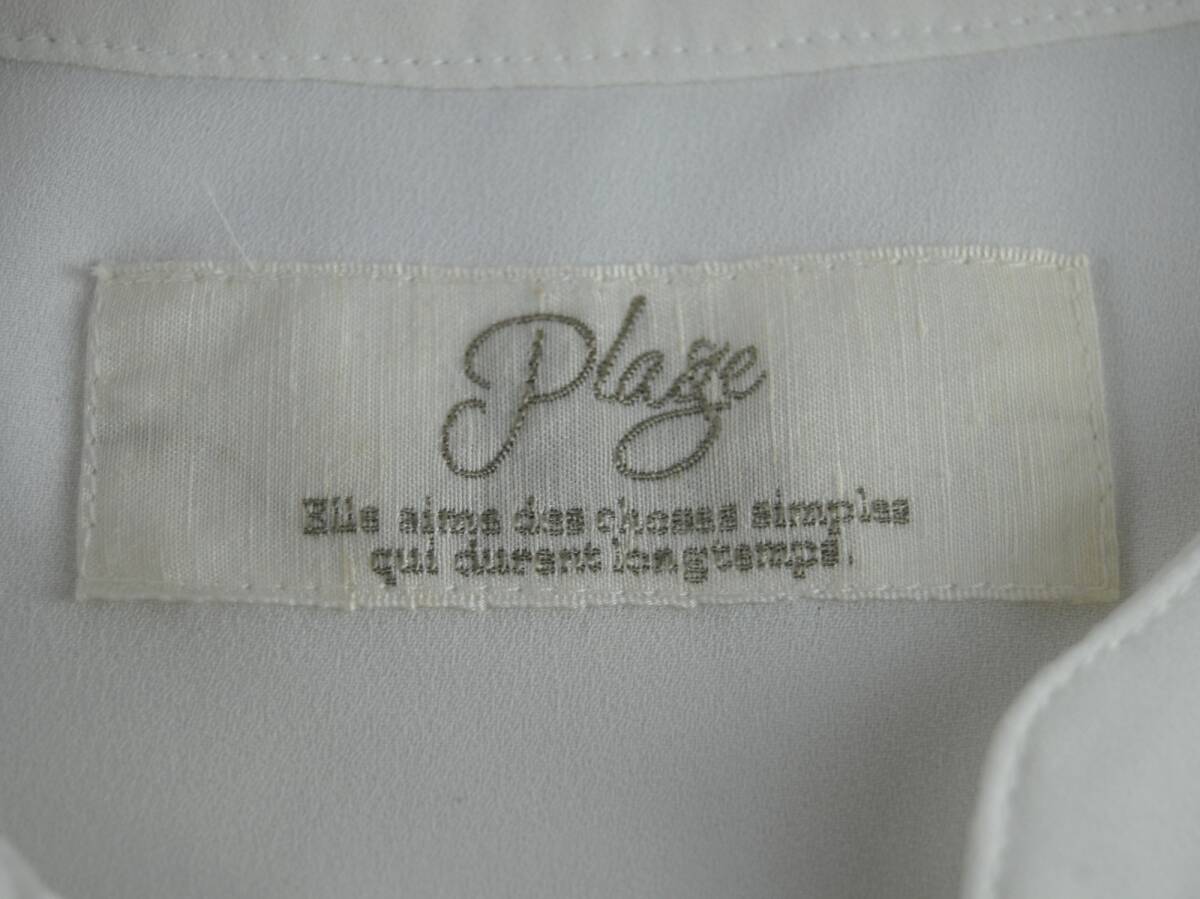 Plage
Elle aime des choses simples
qui durent longtemps.